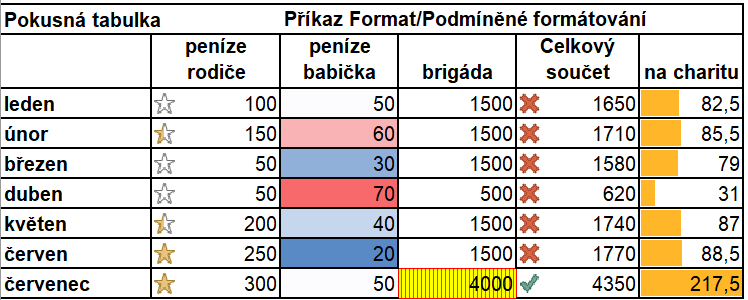 Pokusná tabulka Příkaz Format/Podmíněné formátování
peníze rodiče peníze babička brigáda Celkový součet na charitu
leden 100 50 1500 1650 82,5
únor 150 60 1500 1710 85,5
březen 50 30 1500 1580 79
duben 50 70 500 620 31
květen 200 40 1500 1740 87
červen 250 20 1500 1770 88,5
červenec 300 50 4000 4350 217,5